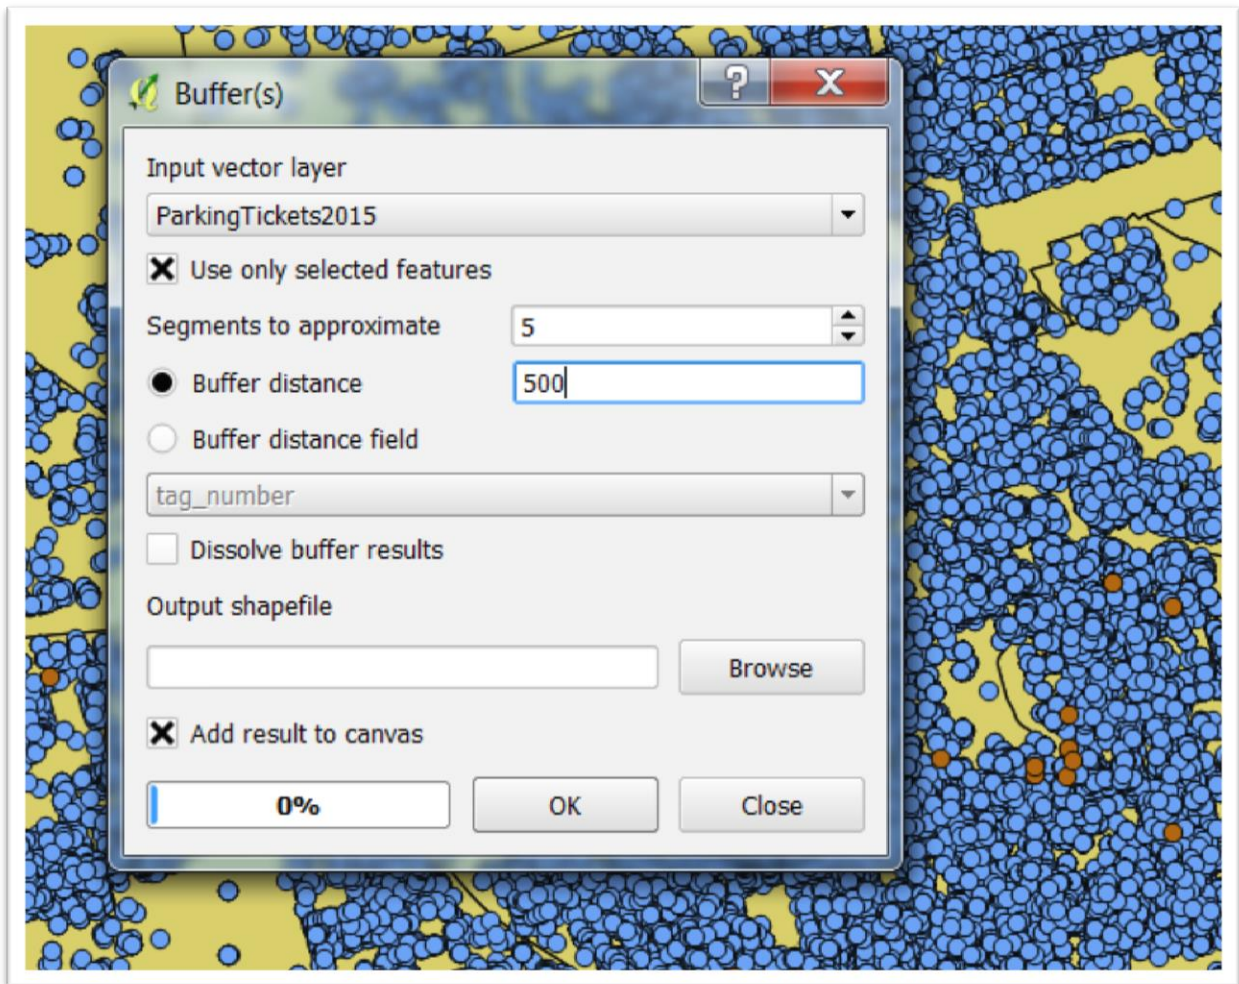 Buffer(s)
?
X
Input vector layer
ParkingTickets2015
Use only selected features
Segments to approximate
5
Buffer distance
500
Buffer distance field
tag_number
Dissolve buffer results
Output shapefile
Browse
Add result to canvas
0%
OK
Close